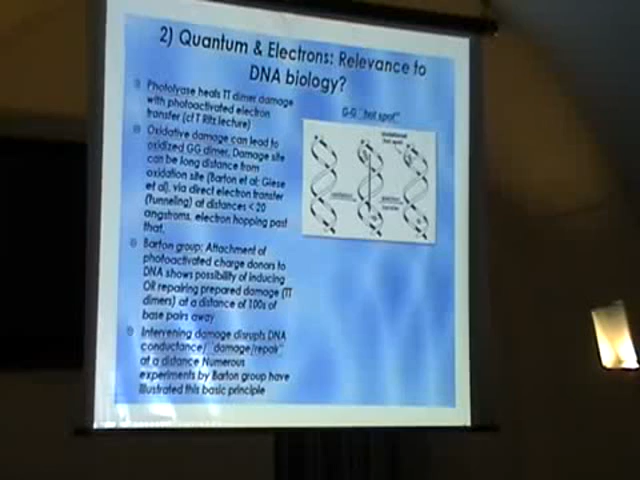 2) Quantum & Electrons: Relevance to
DNA biology?
Photolyase heals TT dimer damage
with photoactivated electron
transfer (cf T Ritz lecture)
Oxidative damage can lead to
oxidized GG dimer. Damage site
can be long distance from
oxidation site (Barton et al; Giese
et al), via direct electron transfer
(tunneling) at distances < 20
angstroms, electron hopping past
that.
Barton group: Attachment of
photoactivated charge donors to
DNA shows possibility of inducing
OR repairing prepared damage (TT
dimers) at a distance of 100s of
base pairs away
Intervening damage disrupts DNA
conductance/ "damage/repair"
at a distance Numerous
experiments by Barton group have
illustrated this basic principle
G-G "hot spot"